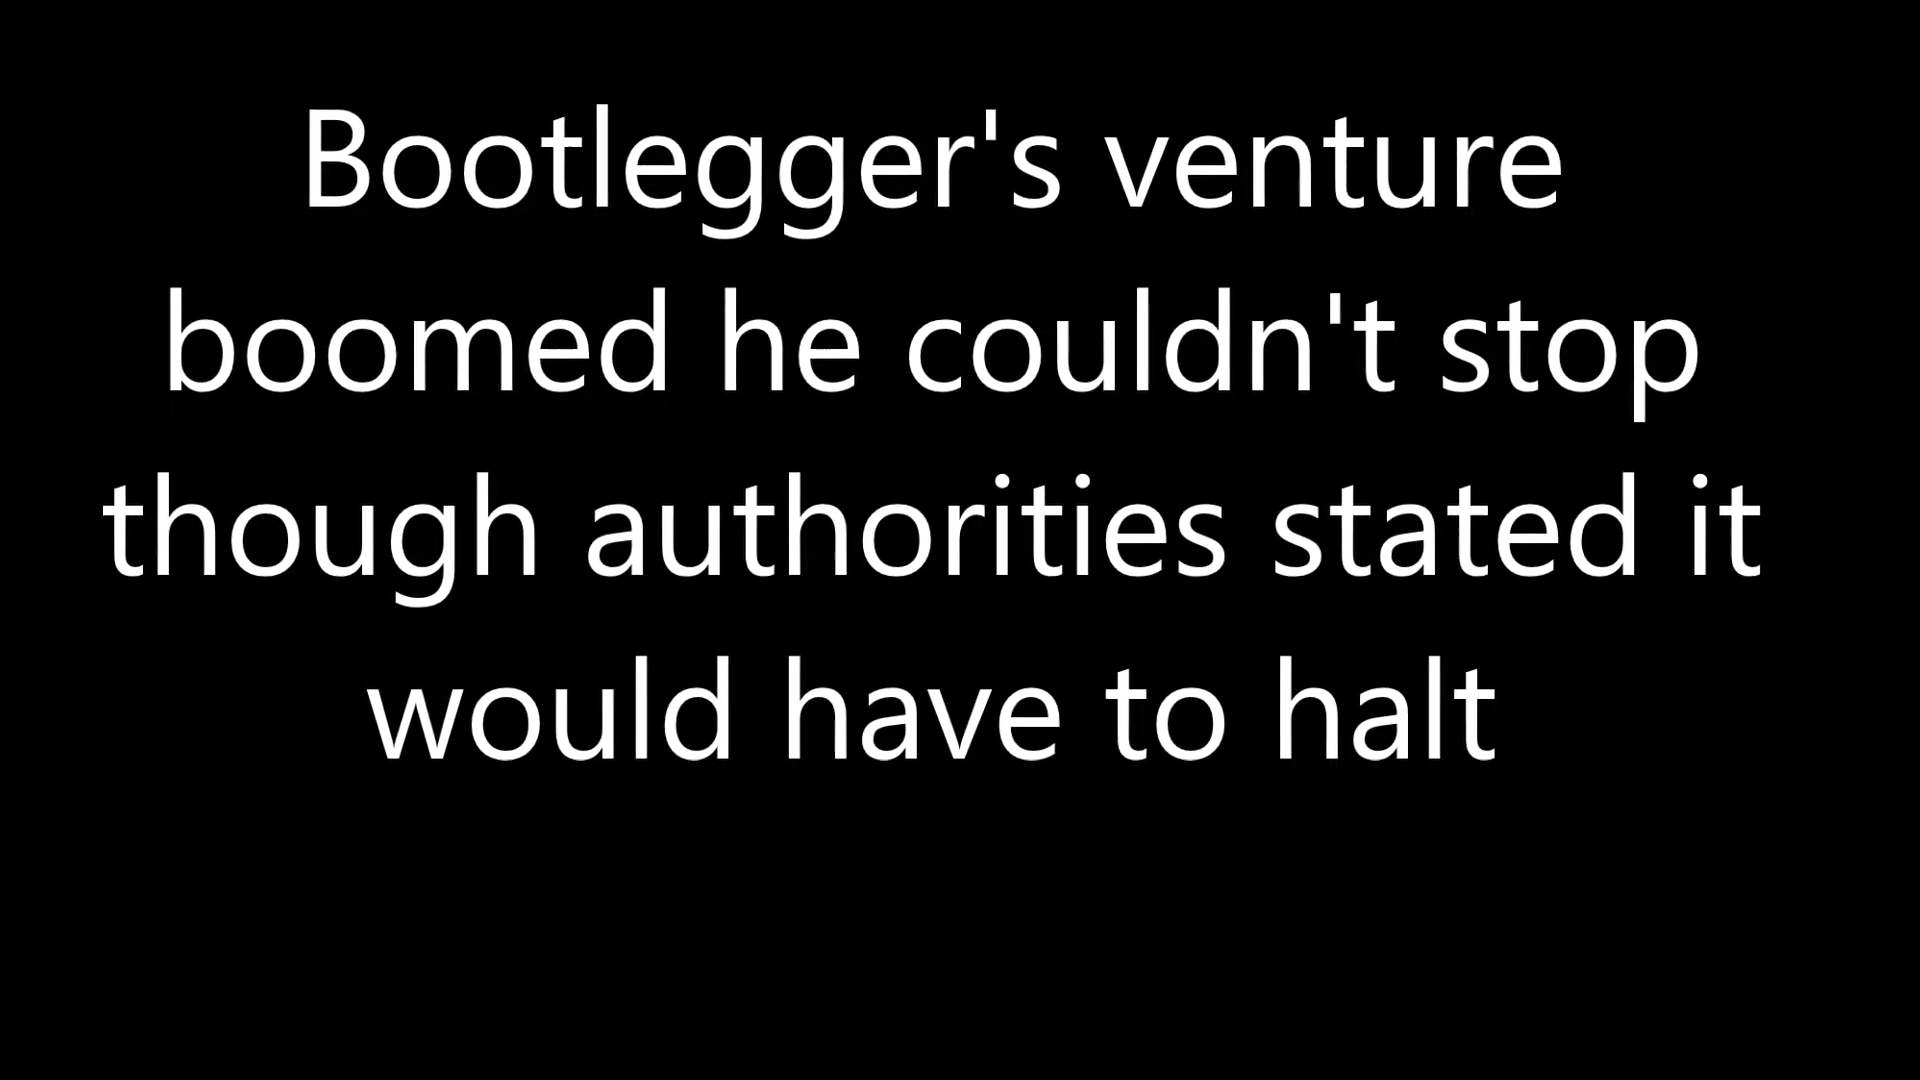 Bootlegger's venture
boomed he couldn't stop
though authorities stated it
would have to halt